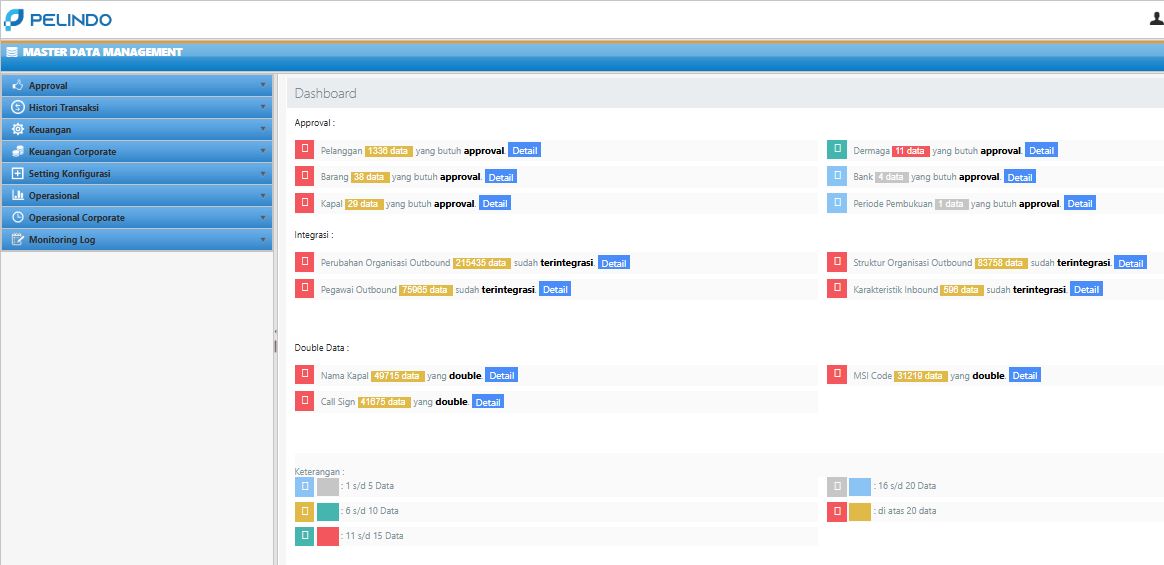 PELINDO
MASTER DATA MANAGEMENT
Approval
Histori Transaksi
Keuangan
Keuangan Corporate
Setting Konfigurasi
Operasional
Operasional Corporate
Monitoring Log
Dashboard
Approval :
Pelanggan 1336 data yang butuh approval. Detail
Dermaga 11 data yang butuh approval. Detail
Barang 38 data yang butuh approval. Detail
Bank 4 data yang butuh approval. Detail
Kapal 29 data yang butuh approval. Detail
Periode Pembukuan 1 data yang butuh approval. Detail
Integrasi :
Perubahan Organisasi Outbound 215435 data sudah terintegrasi. Detail
Struktur Organisasi Outbound 83758 data sudah terintegrasi. Detail
Pegawai Outbound 75965 data sudah terintegrasi. Detail
Karakteristik Inbound 596 data sudah terintegrasi. Detail
Double Data :
Nama Kapal 49715 data yang double. Detail
MSI Code 31219 data yang double. Detail
Call Sign 41675 data yang double. Detail
Keterangan :
: 1 s/d 5 Data
: 16 s/d 20 Data
: 6 s/d 10 Data
: di atas 20 data
: 11 s/d 15 Data